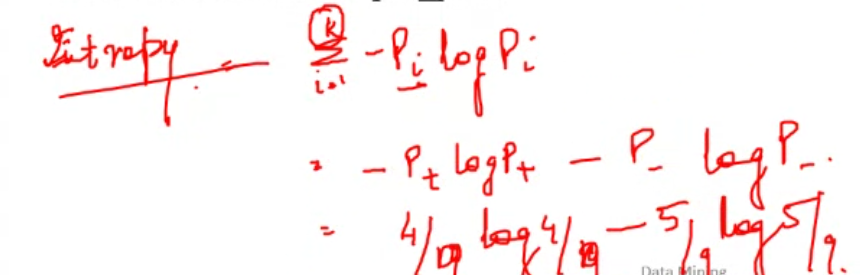 Entropy = Σ_{i=1}^{k} -P_i log P_i
= -P_+ log P_+ - P_- log P_-.
= 4/9 log 4/9 - 5/9 log 5/9.
Data Mining